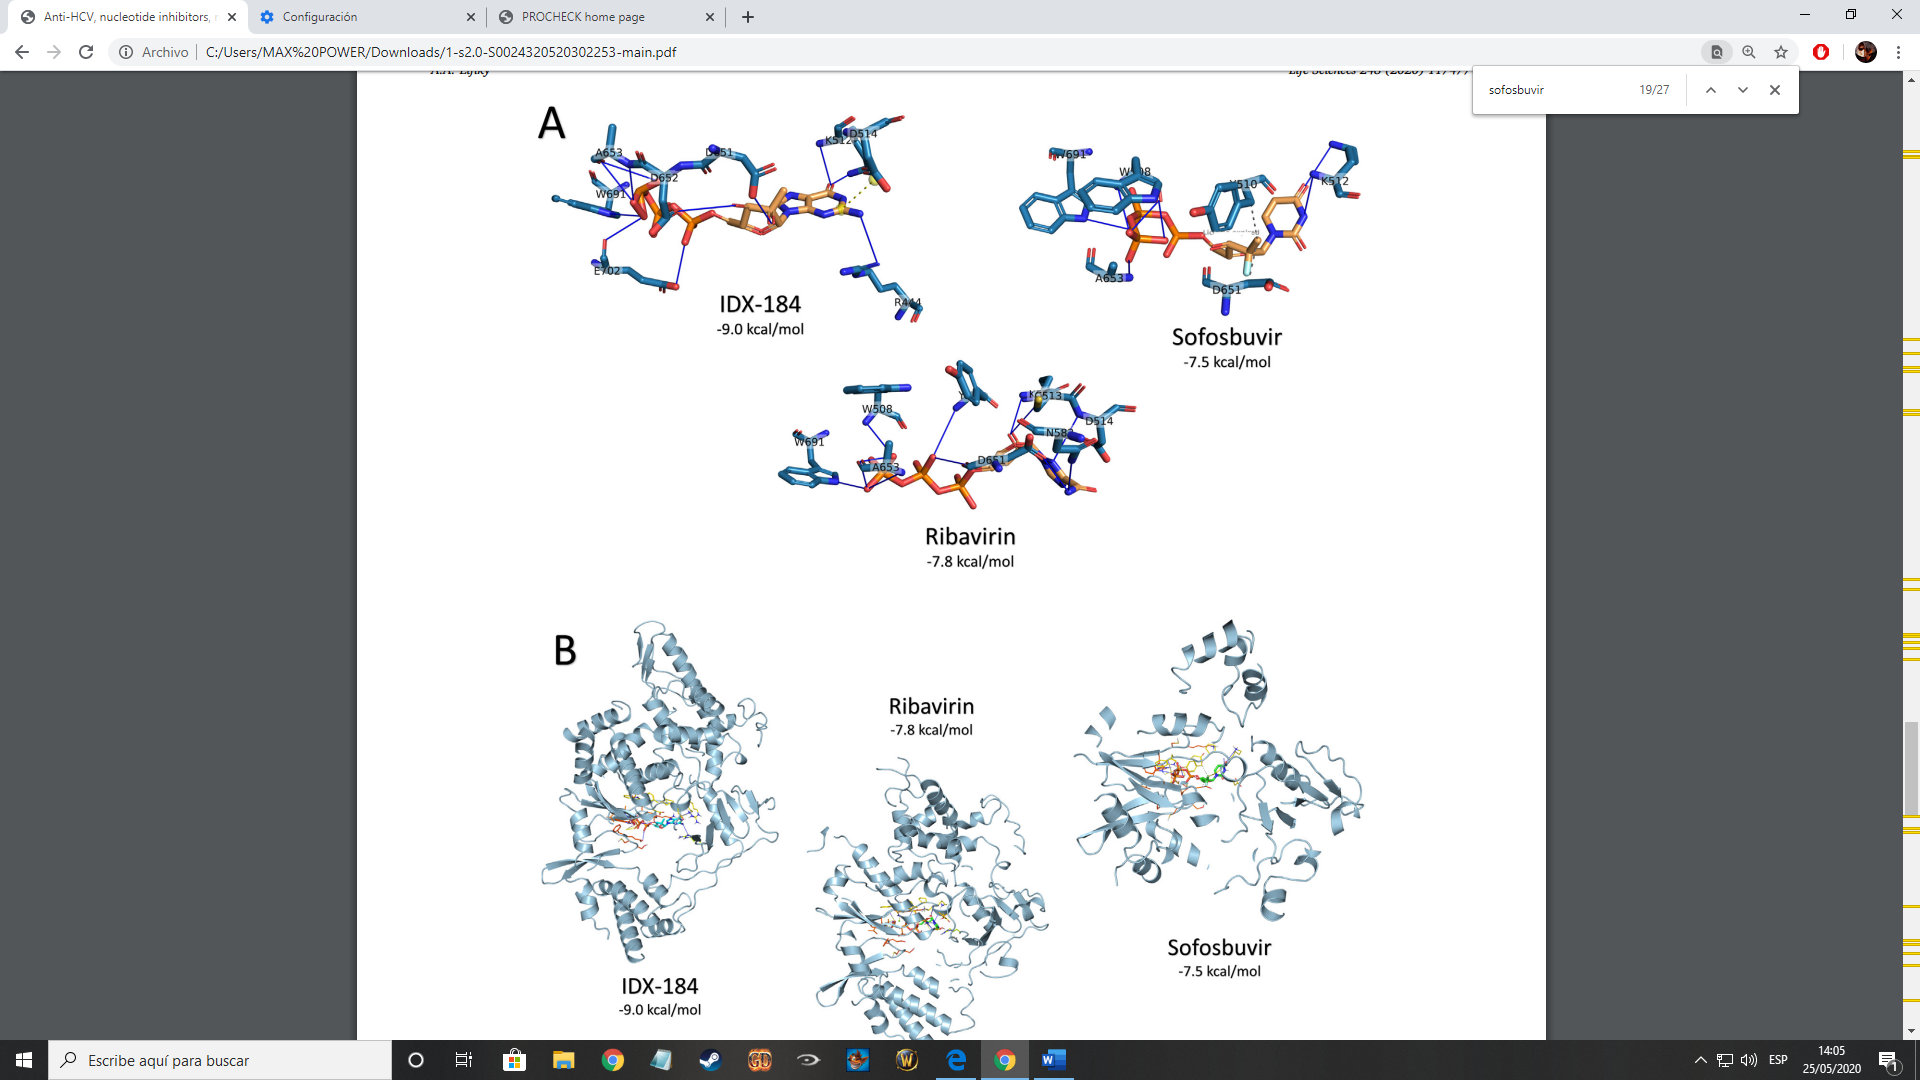 Anti-HCV, nucleotide inhibitors,
Configuración
PROCHECK home page
Archivo
C:/Users/MAX%20POWER/Downloads/1-s2.0-S0024320520302253-main.pdf
sofosbuvir
19/27
A
A653
D652
W691
E702
K512
D514
R444
IDX-184
-9.0 kcal/mol
W691
K512
A653
D651
Sofosbuvir
-7.5 kcal/mol
W508
W691
A653
D651
D514
Ribavirin
-7.8 kcal/mol
B
Ribavirin
-7.8 kcal/mol
IDX-184
-9.0 kcal/mol
Sofosbuvir
-7.5 kcal/mol
Escribe aquí para buscar
ESP
14:05
25/05/2020
1